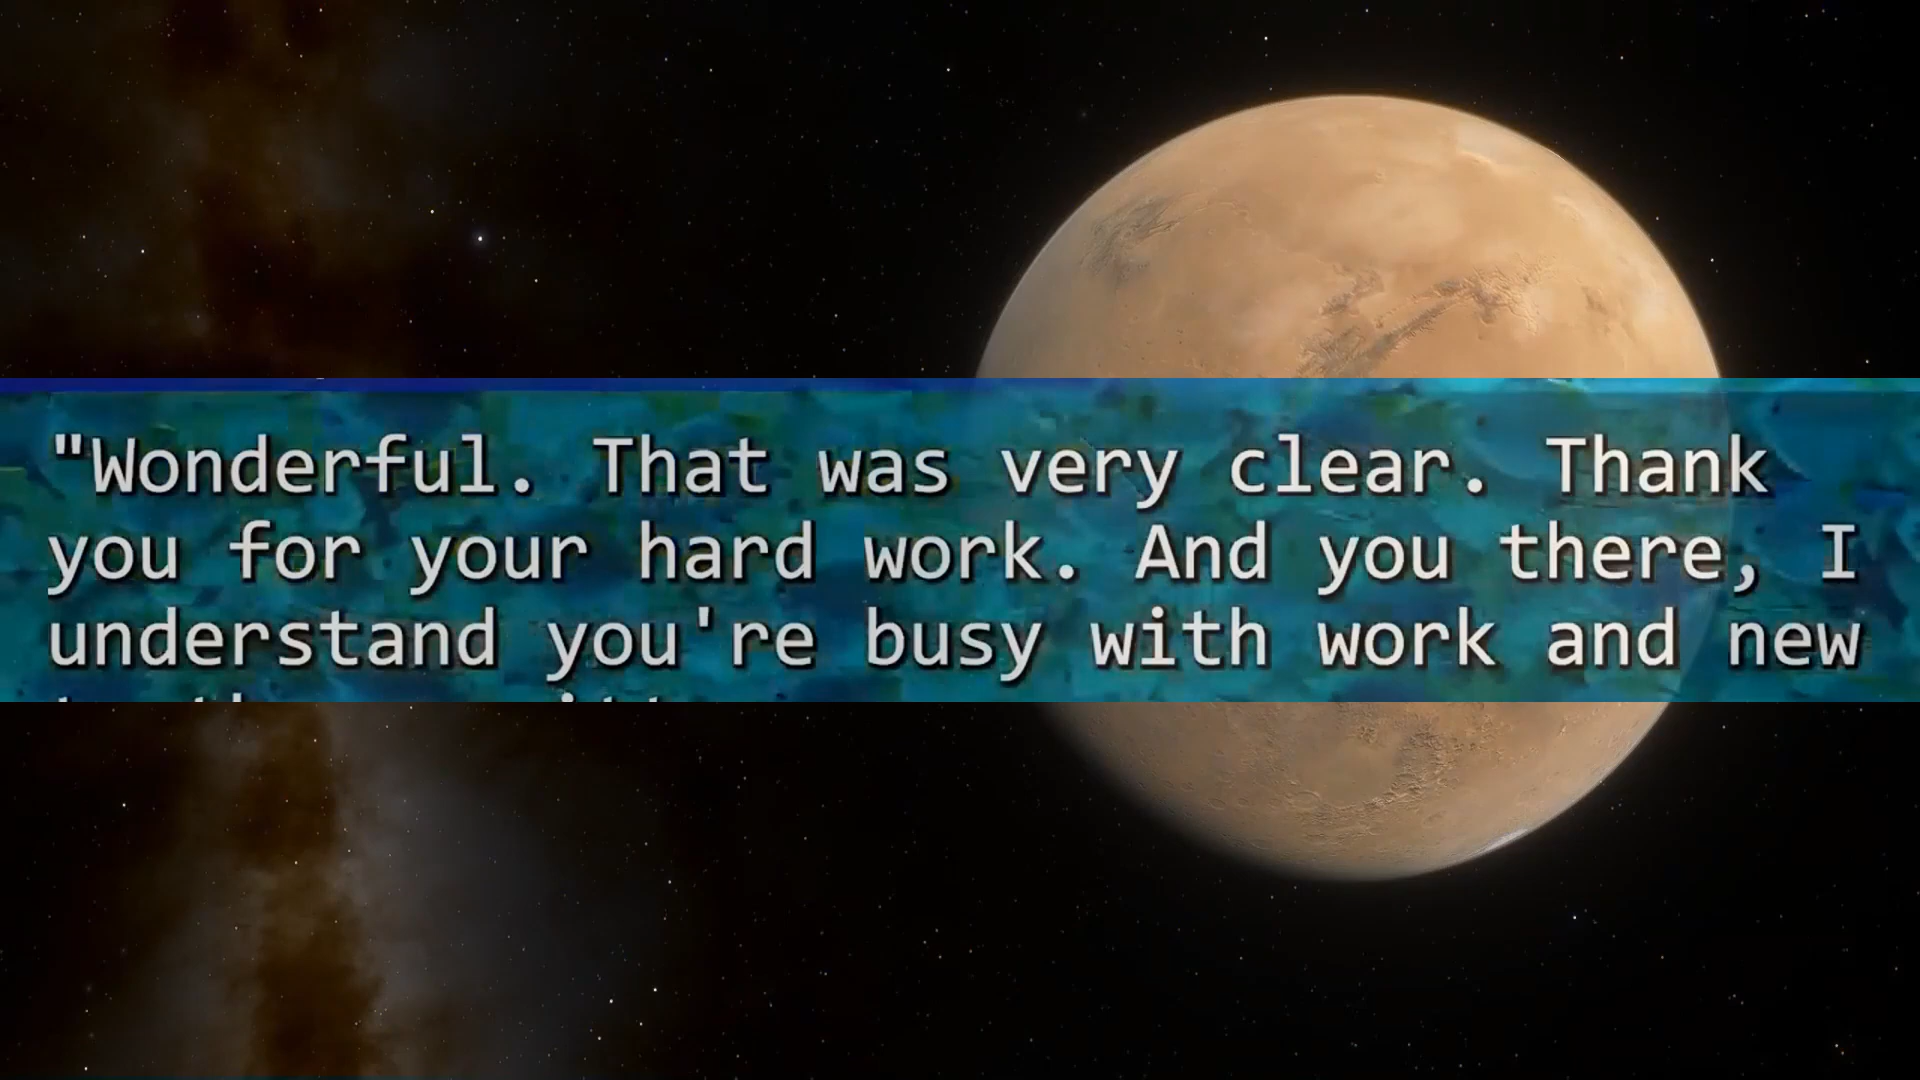 "Wonderful. That was very clear. Thank
you for your hard work. And you there, I
understand you're busy with work and new